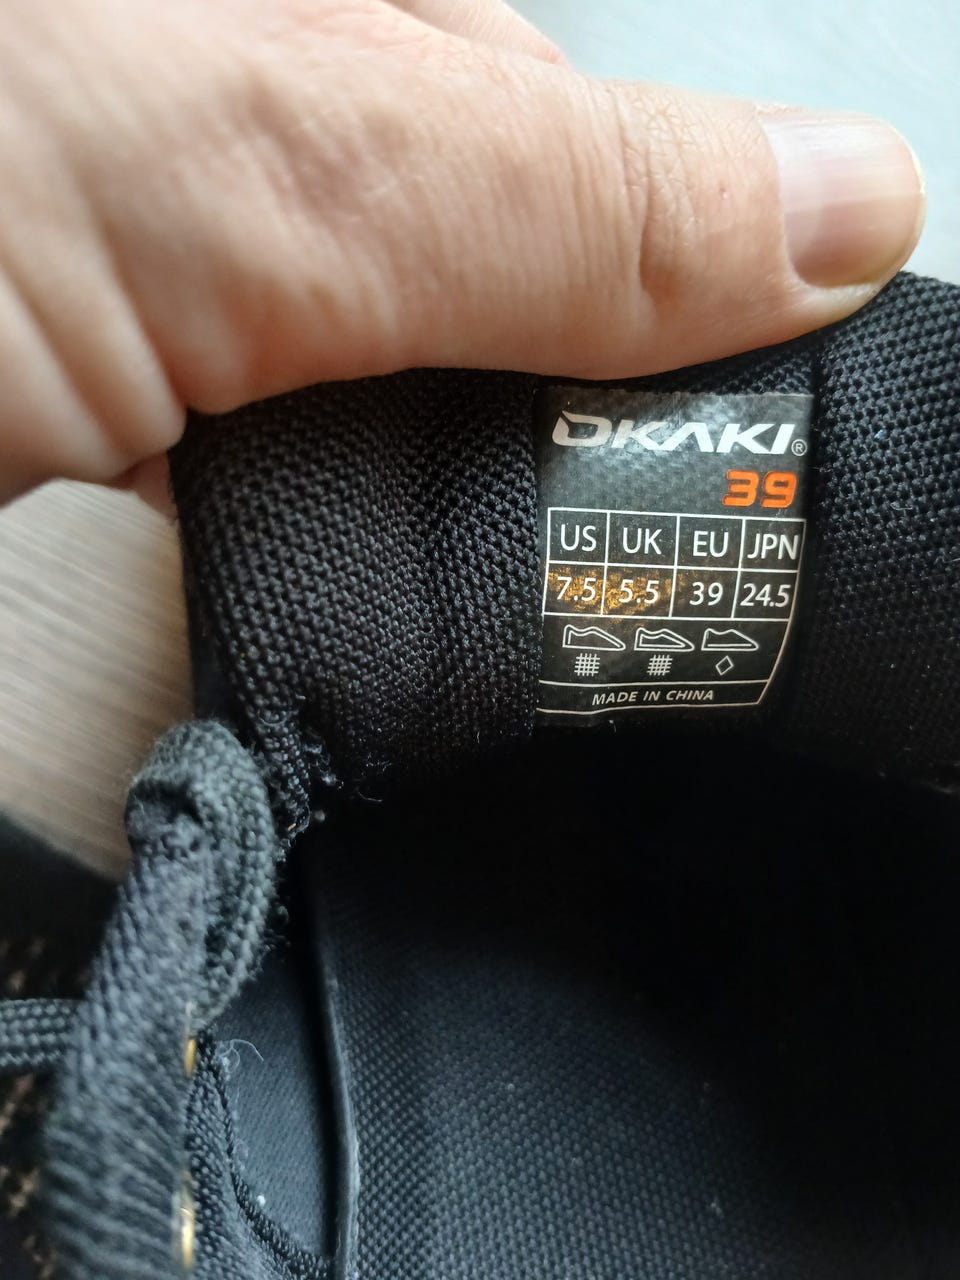 OKAKI®
39
US UK EU JPN
7.5 5.5 39 24.5
MADE IN CHINA